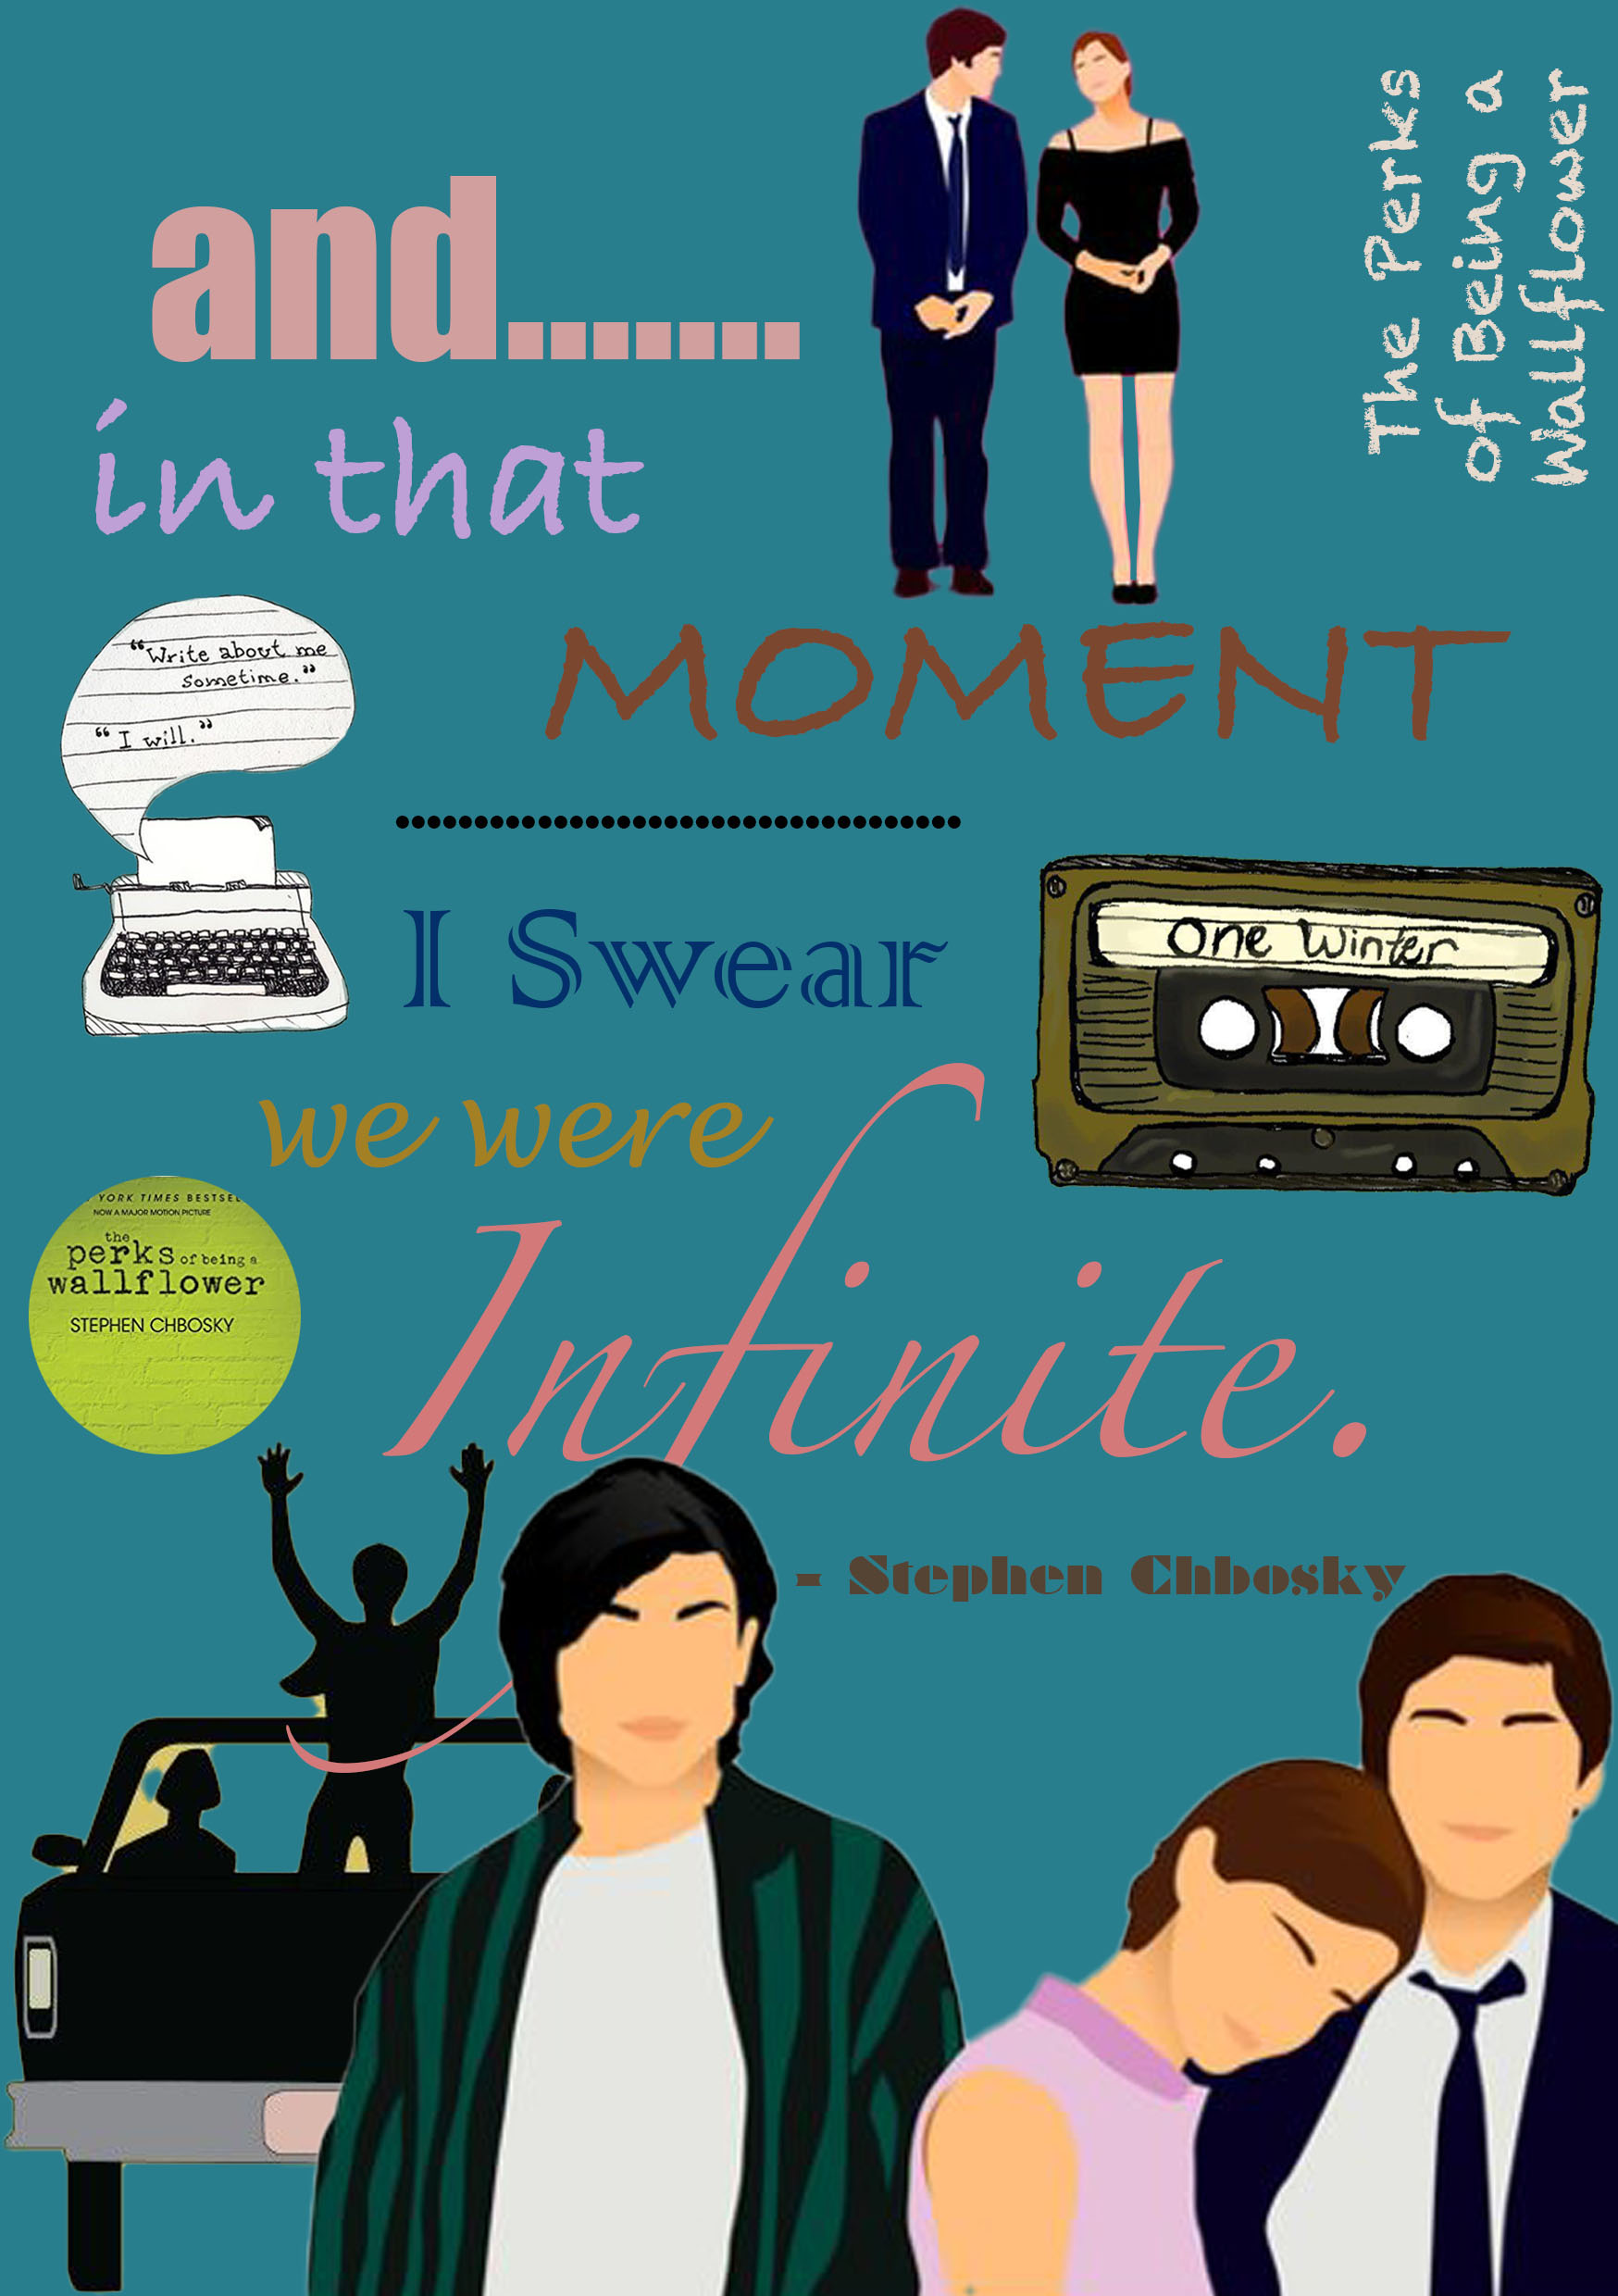 and.......
in that
The Perks
of Being a
Wallflower
"Write about me
sometime."
"I will."
MOMENT
I Swear
One Winter
we were
YORK TIMES BESTSEL
NOW A MAJOR MOTION PICTURE
the
perks of being a
wallflower
STEPHEN CHBOSKY
Infinite.
- Stephen Chbosky